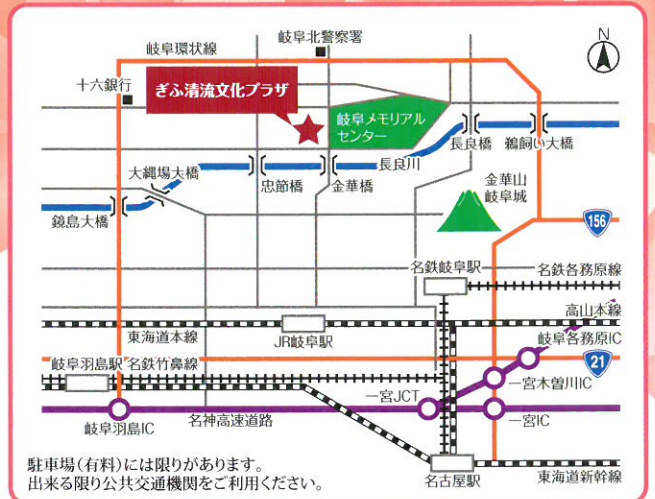 岐阜北警察署
N
岐阜環状線
十六銀行
ぎふ清流文化プラザ
岐阜メモリアル
センター
長良橋
鵜飼い大橋
長良川
大縄場大橋
忠節橋
金華橋
金華山
岐阜城
鏡島大橋
156
名鉄岐阜駅
名鉄各務原線
高山本線
東海道本線
JR岐阜駅
岐阜各務原IC
岐阜羽島駅
名鉄竹鼻線
21
一宮JCT
一宮木曽川IC
岐阜羽島IC
名神高速道路
一宮IC
駐車場(有料)には限りがあります。
出来る限り公共交通機関をご利用ください。
名古屋駅
東海道新幹線